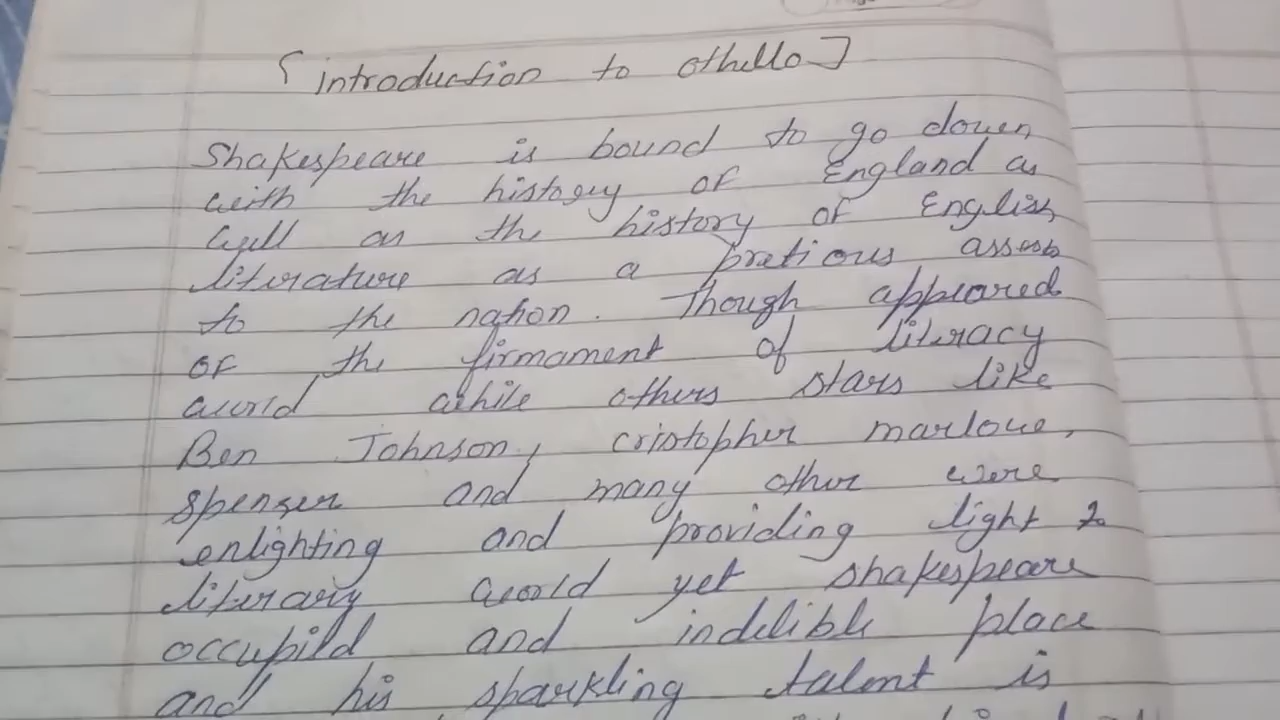 [introduction to othello]
Shakespeare is bound to go down
with the history of England as
well as the history of English
literature as a pretious assests
to the nation. Though appeared
of the firmament of literacy
world, while others stars like
Ben Johnson, cristopher marlowe,
spenser and many other were
enlighting and providing light to
literary world yet shakespeare
occupild and indelible place
and his sparkling talent is